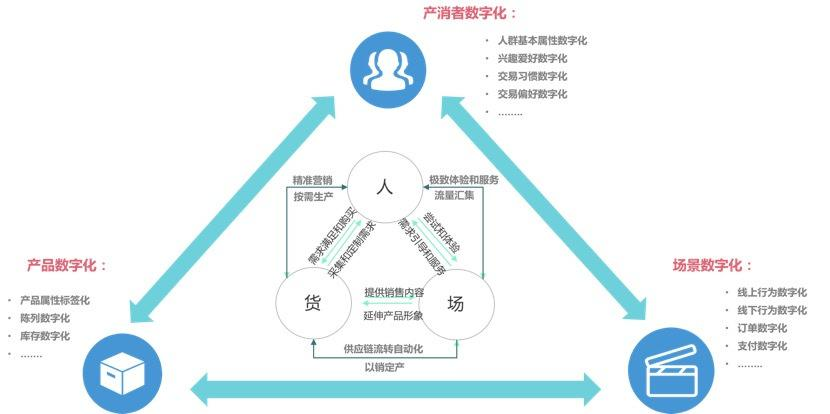 产消者数字化：
• 人群基本属性数字化
• 兴趣爱好数字化
• 交易习惯数字化
• 交易偏好数字化
• ........
精准营销
按需生产
人
极致体验和服务
流量汇集
需求满足和购买
采集和定制需求
尝试和体验
需求引导和服务
产品数字化：
• 产品属性标签化
• 陈列数字化
• 库存数字化
• .......
货
提供销售内容
延伸产品形象
场
供应链流转自动化
以销定产
场景数字化：
• 线上行为数字化
• 线下行为数字化
• 订单数字化
• 支付数字化
• ........